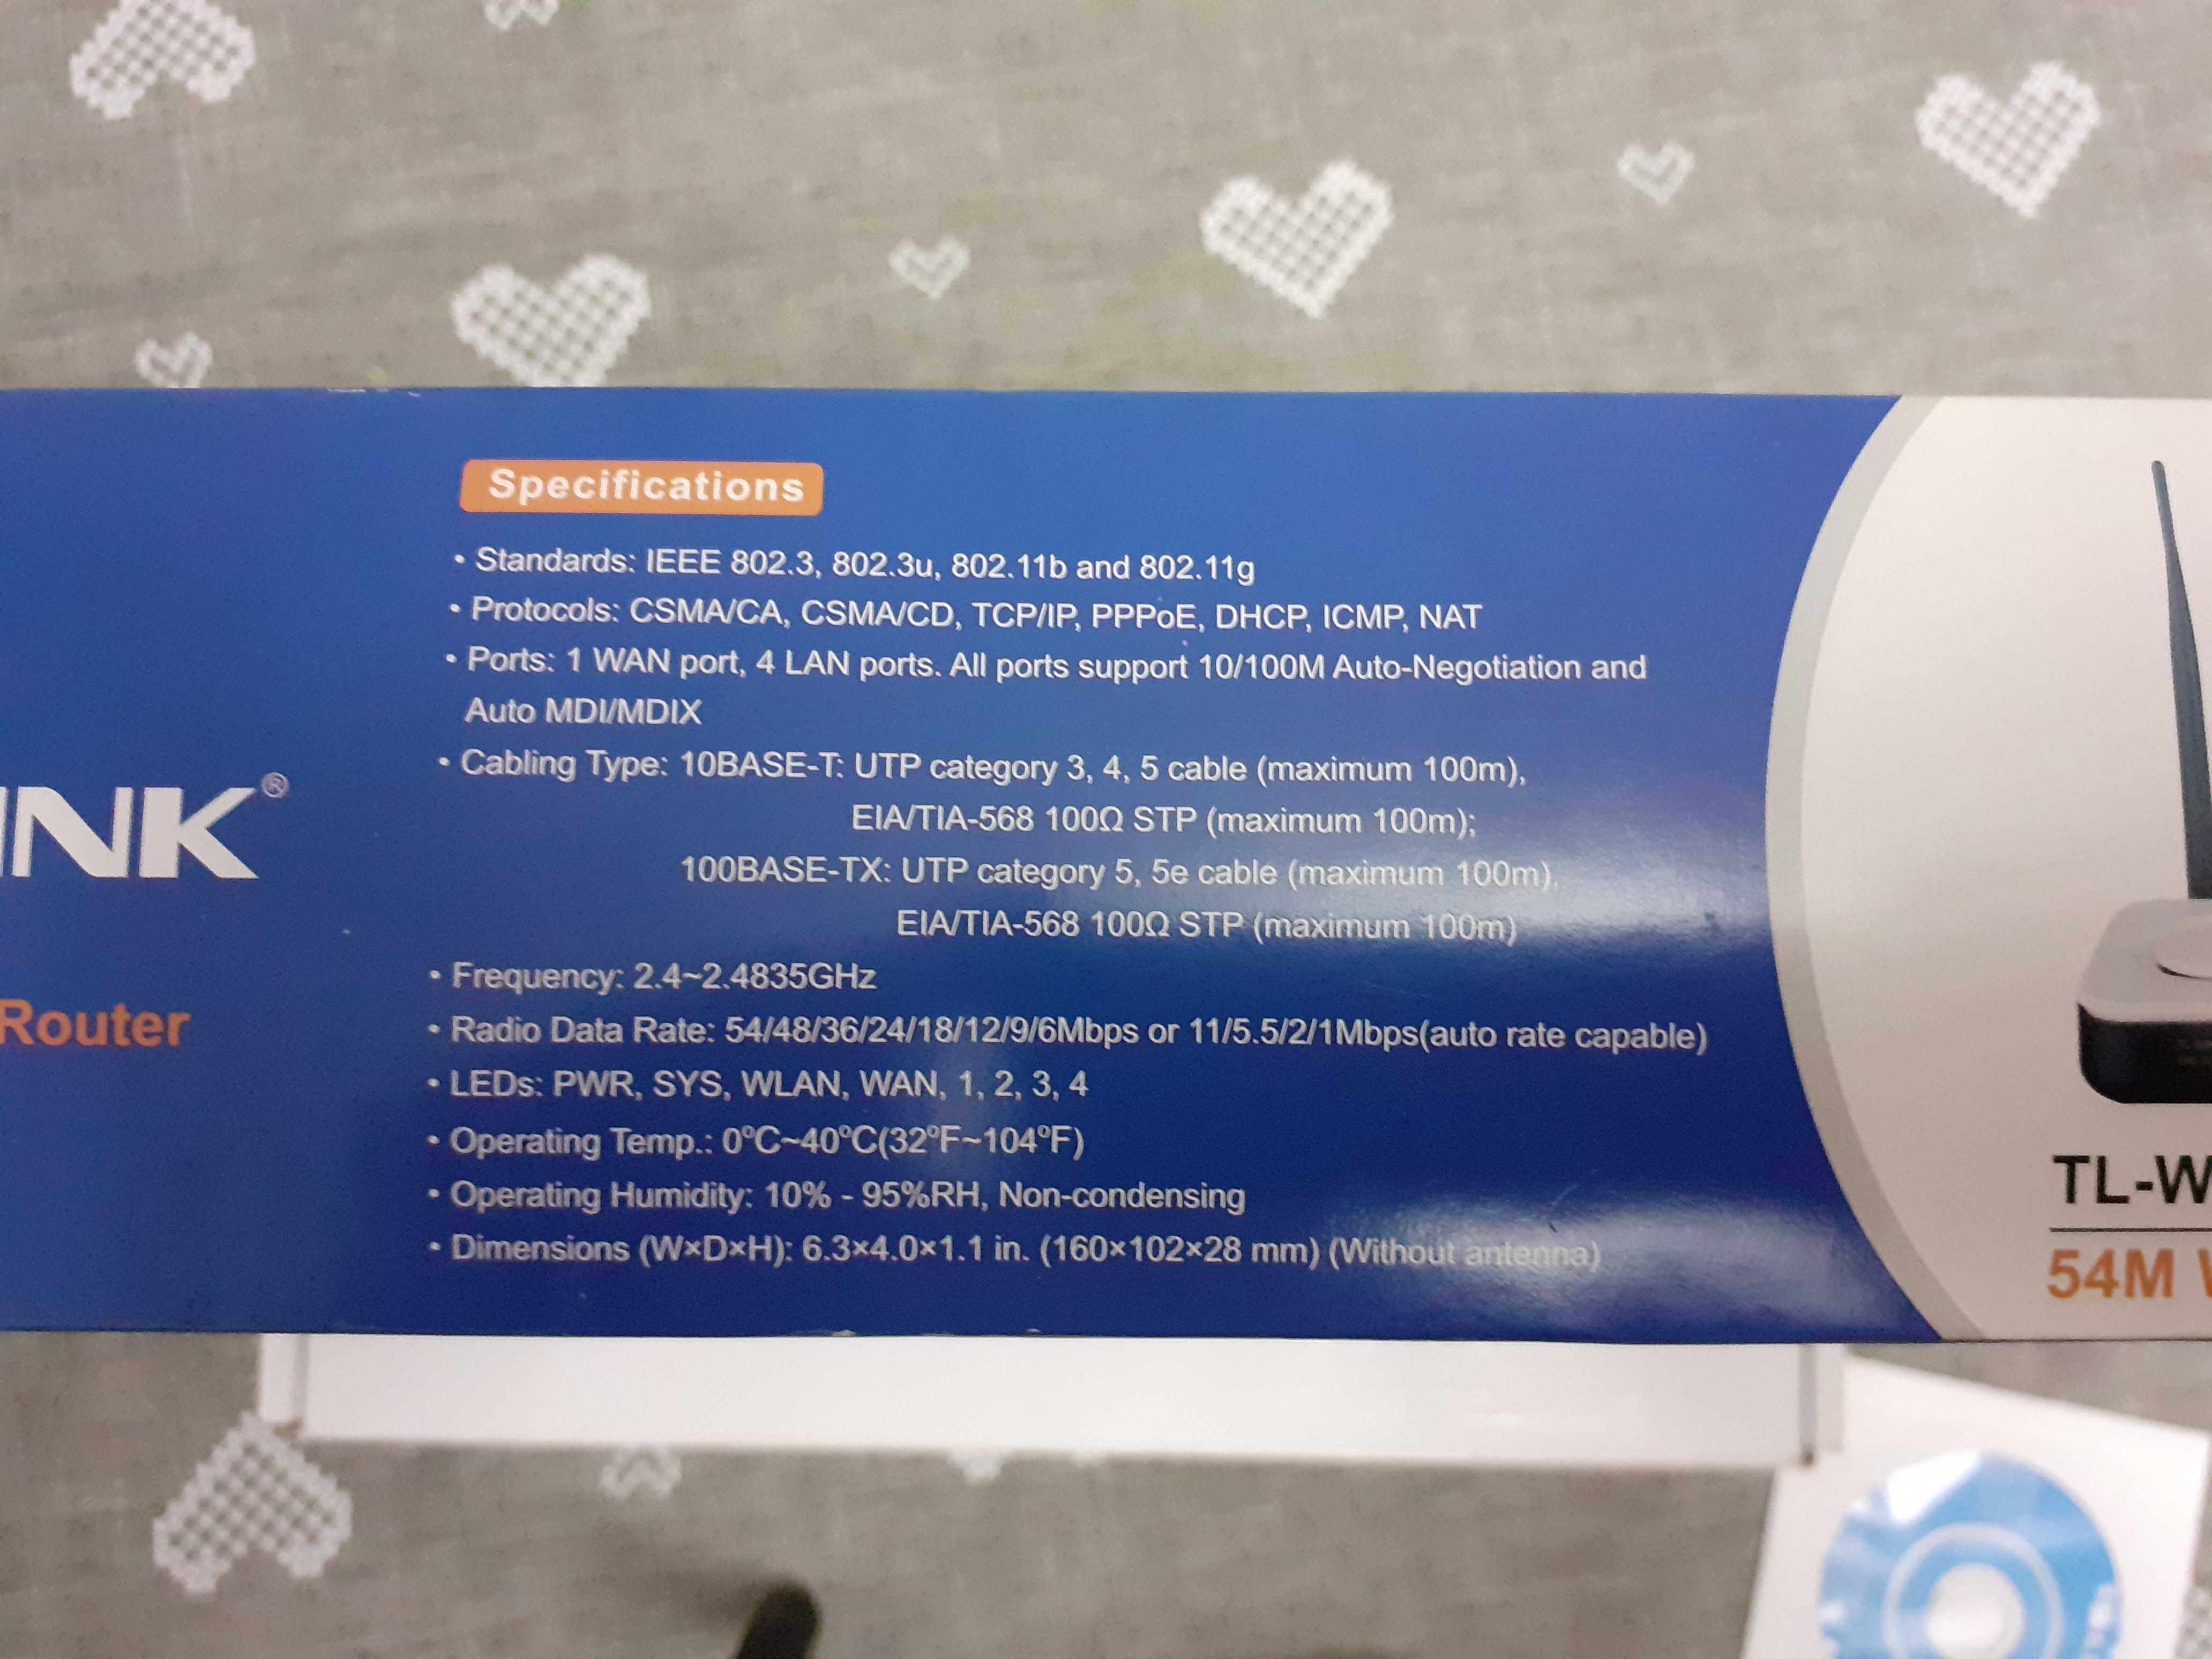 Specifications
• Standards: IEEE 802.3, 802.3u, 802.11b and 802.11g
• Protocols: CSMA/CA, CSMA/CD, TCP/IP, PPPoE, DHCP, ICMP, NAT
• Ports: 1 WAN port, 4 LAN ports. All ports support 10/100M Auto-Negotiation and
Auto MDI/MDIX
• Cabling Type: 10BASE-T: UTP category 3, 4, 5 cable (maximum 100m),
EIA/TIA-568 100Ω STP (maximum 100m);
100BASE-TX: UTP category 5, 5e cable (maximum 100m),
EIA/TIA-568 100Ω STP (maximum 100m)
• Frequency: 2.4~2.4835GHz
• Radio Data Rate: 54/48/36/24/18/12/9/6Mbps or 11/5.5/2/1Mbps(auto rate capable)
• LEDs: PWR, SYS, WLAN, WAN, 1, 2, 3, 4
• Operating Temp.: 0ºC~40ºC(32ºF~104ºF)
• Operating Humidity: 10% - 95%RH, Non-condensing
• Dimensions (W×D×H): 6.3×4.0×1.1 in. (160×102×28 mm) (Without antenna)
INK®
Router
TL-W
54M